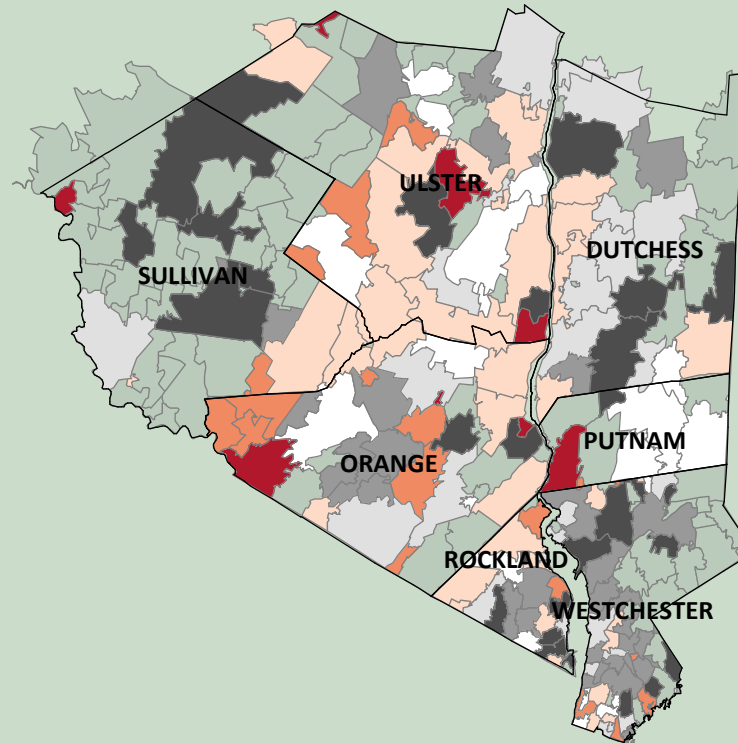 ULSTER
DUTCHESS
SULLIVAN
PUTNAM
ORANGE
ROCKLAND
WESTCHESTER